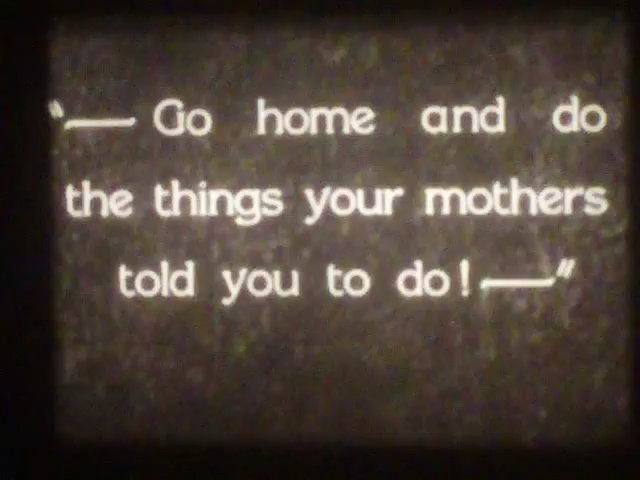 "— Go home and do
the things your mothers
told you to do! —"